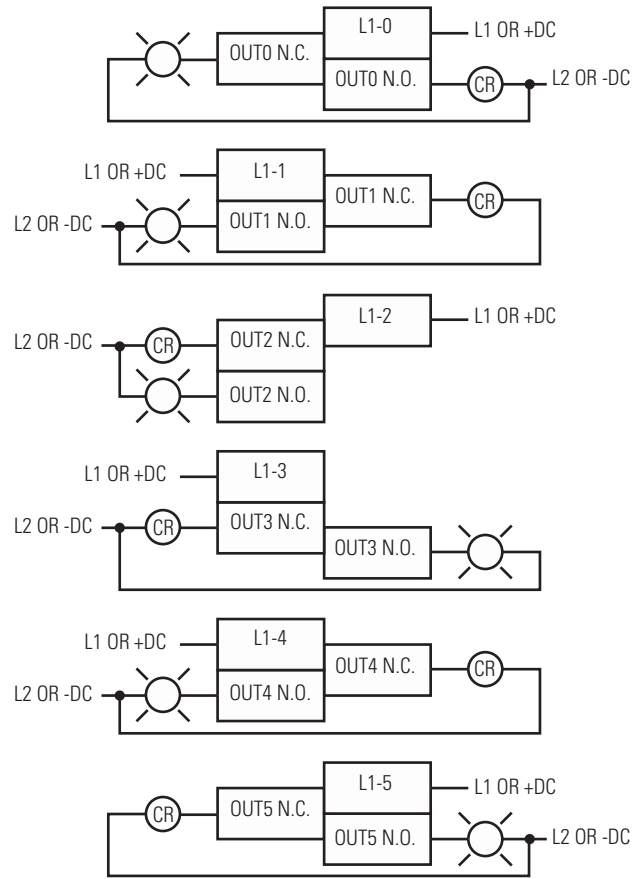 L1-0
L1 OR +DC
OUT0 N.C.
OUT0 N.O.
CR
L2 OR -DC
L1 OR +DC
L1-1
OUT1 N.C.
CR
L2 OR -DC
OUT1 N.O.
L1-2
L1 OR +DC
L2 OR -DC
CR
OUT2 N.C.
OUT2 N.O.
L1 OR +DC
L1-3
L2 OR -DC
CR
OUT3 N.C.
OUT3 N.O.
L1 OR +DC
L1-4
OUT4 N.C.
CR
L2 OR -DC
OUT4 N.O.
L1-5
L1 OR +DC
CR
OUT5 N.C.
OUT5 N.O.
L2 OR -DC